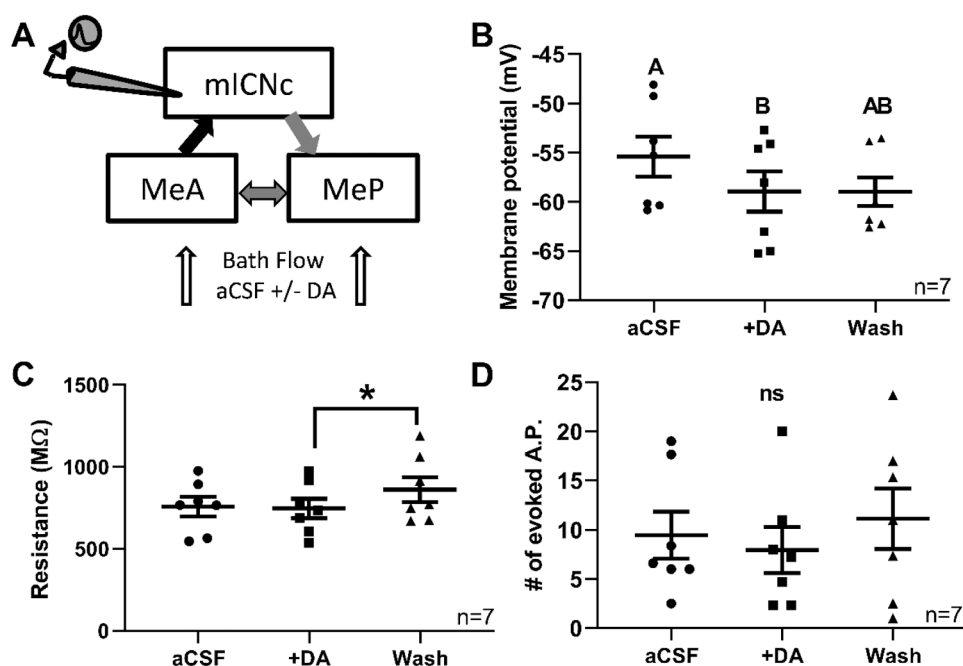 A
mICNc
MeA
MeP
Bath Flow
aCSF +/- DA
B
Membrane potential (mV)
-45
-50
-55
-60
-65
-70
A
B
AB
n=7
aCSF
+DA
Wash
C
Resistance (MΩ)
1500
1000
500
0
*
n=7
aCSF
+DA
Wash
D
# of evoked A.P.
25
20
15
10
5
0
ns
n=7
aCSF
+DA
Wash